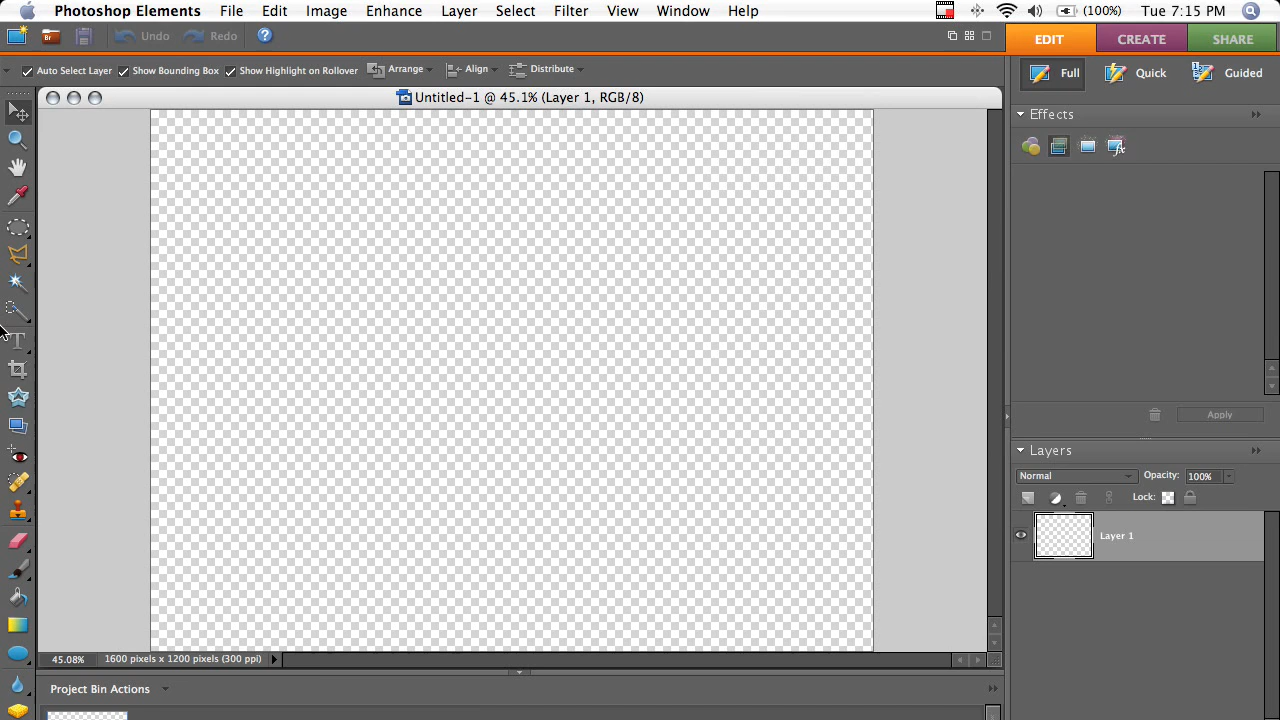 Photoshop Elements File Edit Image Enhance Layer Select Filter View Window Help (100%) Tue 7:15 PM
Br Undo Redo ? EDIT CREATE SHARE
Auto Select Layer Show Bounding Box Show Highlight on Rollover Arrange Align Distribute Full Quick Guided
Untitled-1 @ 45.1% (Layer 1, RGB/8)
Effects
fx
T
Apply
Layers
Normal Opacity: 100%
Lock:
Layer 1
45.08% 1600 pixels x 1200 pixels (300 ppi)
Project Bin Actions